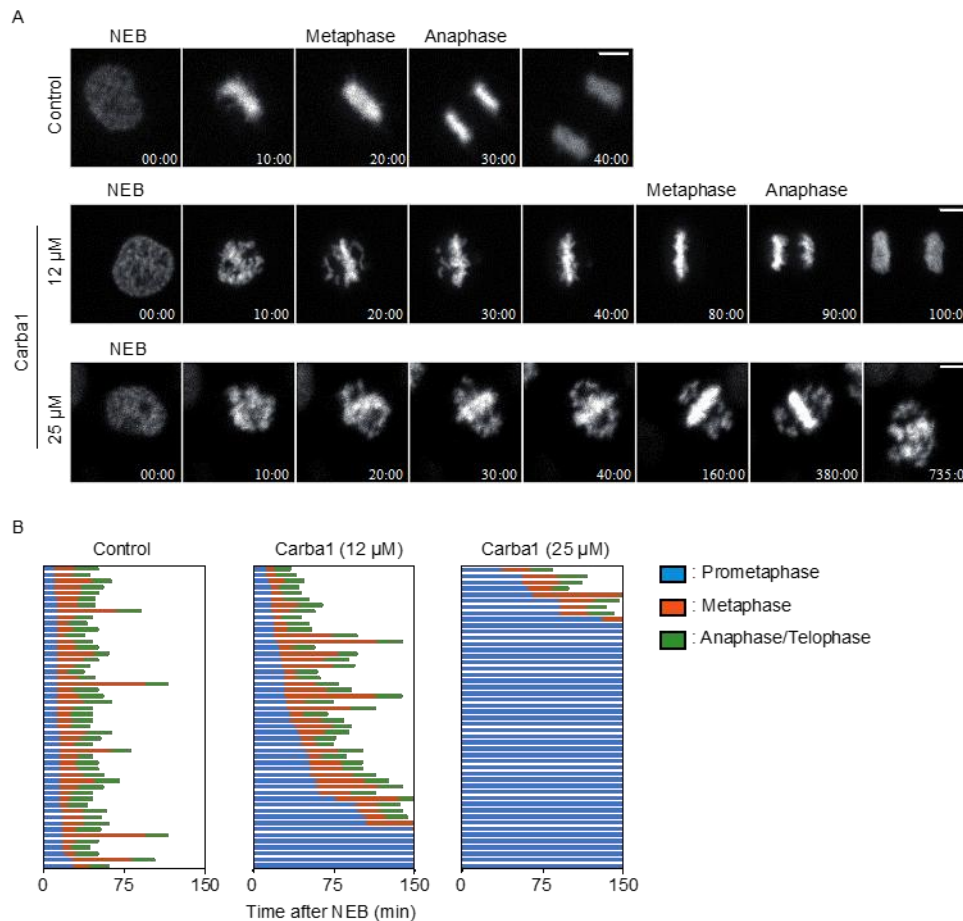 A
NEB Metaphase Anaphase
Control
00:00 10:00 20:00 30:00 40:00
NEB Metaphase Anaphase
Carba1
12 µM
00:00 10:00 20:00 30:00 40:00 80:00 90:00 100:0
NEB
25 µM
00:00 10:00 20:00 30:00 40:00 160:00 380:00 735:0
B
Control Carba1 (12 µM) Carba1 (25 µM)
: Prometaphase
: Metaphase
: Anaphase/Telophase
0 75 150 0 75 150 0 75 150
Time after NEB (min)